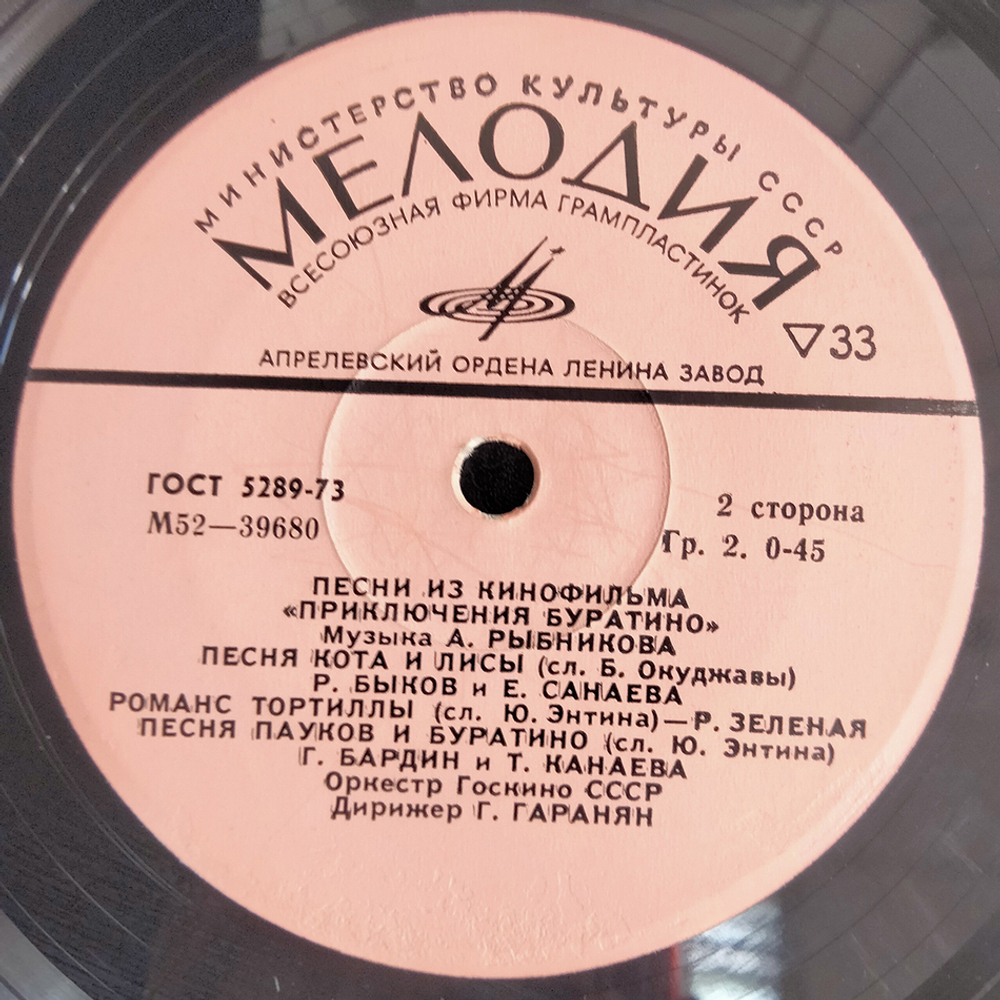 МИНИСТЕРСТВО КУЛЬТУРЫ СССР
МЕЛОДИЯ
ВСЕСОЮЗНАЯ ФИРМА ГРАМПЛАСТИНОК
▽33
АПРЕЛЕВСКИЙ ОРДЕНА ЛЕНИНА ЗАВОД
ГОСТ 5289-73
М52—39680
2 сторона
Гр. 2. 0-45
ПЕСНИ ИЗ КИНОФИЛЬМА
«ПРИКЛЮЧЕНИЯ БУРАТИНО»
Музыка А. РЫБНИКОВА
ПЕСНЯ КОТА И ЛИСЫ (сл. Б. Окуджавы)
Р. БЫКОВ и Е. САНАЕВА
РОМАНС ТОРТИЛЛЫ (сл. Ю. Энтина)—Р. ЗЕЛЕНАЯ
ПЕСНЯ ПАУКОВ И БУРАТИНО (сл. Ю. Энтина)
Г. БАРДИН и Т. КАНАЕВА
Оркестр Госкино СССР
Дирижер Г. ГАРАНЯН